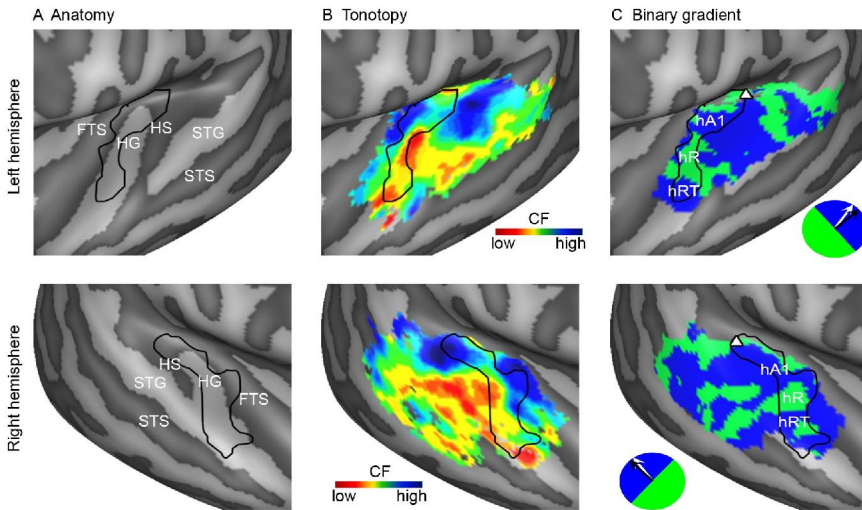 A Anatomy
B Tonotopy
C Binary gradient
Left hemisphere
FTS
HS
HG
STG
STS
CF
low high
hA1
hR
hRT
Right hemisphere
HS
HG
STG
FTS
STS
CF
low high
hA1
hR
hRT